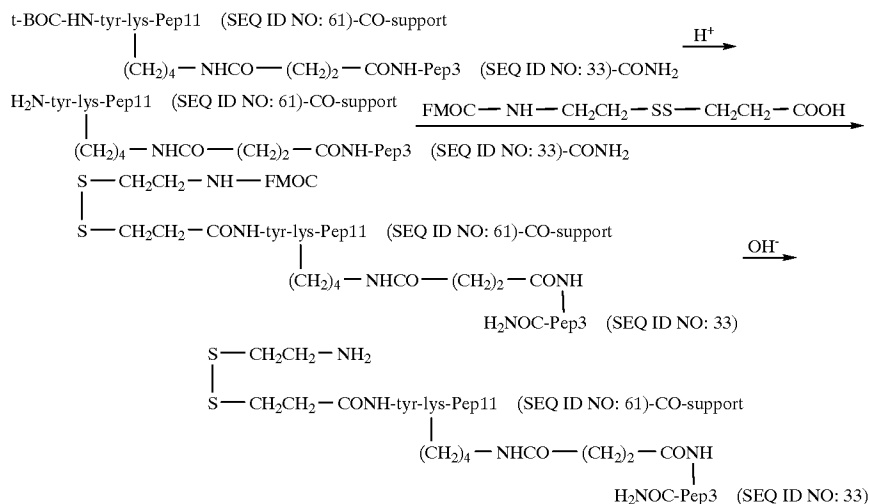 t-BOC-HN-tyr-lys-Pep11 (SEQ ID NO: 61)-CO-support
(CH₂)₄—NHCO—(CH₂)₂—CONH-Pep3 (SEQ ID NO: 33)-CONH₂ H⁺
H₂N-tyr-lys-Pep11 (SEQ ID NO: 61)-CO-support FMOC—NH—CH₂CH₂—SS—CH₂CH₂—COOH
(CH₂)₄—NHCO—(CH₂)₂—CONH-Pep3 (SEQ ID NO: 33)-CONH₂
S—CH₂CH₂—NH—FMOC
S—CH₂CH₂—CONH-tyr-lys-Pep11 (SEQ ID NO: 61)-CO-support OH⁻
(CH₂)₄—NHCO—(CH₂)₂—CONH
H₂NOC-Pep3 (SEQ ID NO: 33)
S—CH₂CH₂—NH₂
S—CH₂CH₂—CONH-tyr-lys-Pep11 (SEQ ID NO: 61)-CO-support
(CH₂)₄—NHCO—(CH₂)₂—CONH
H₂NOC-Pep3 (SEQ ID NO: 33)